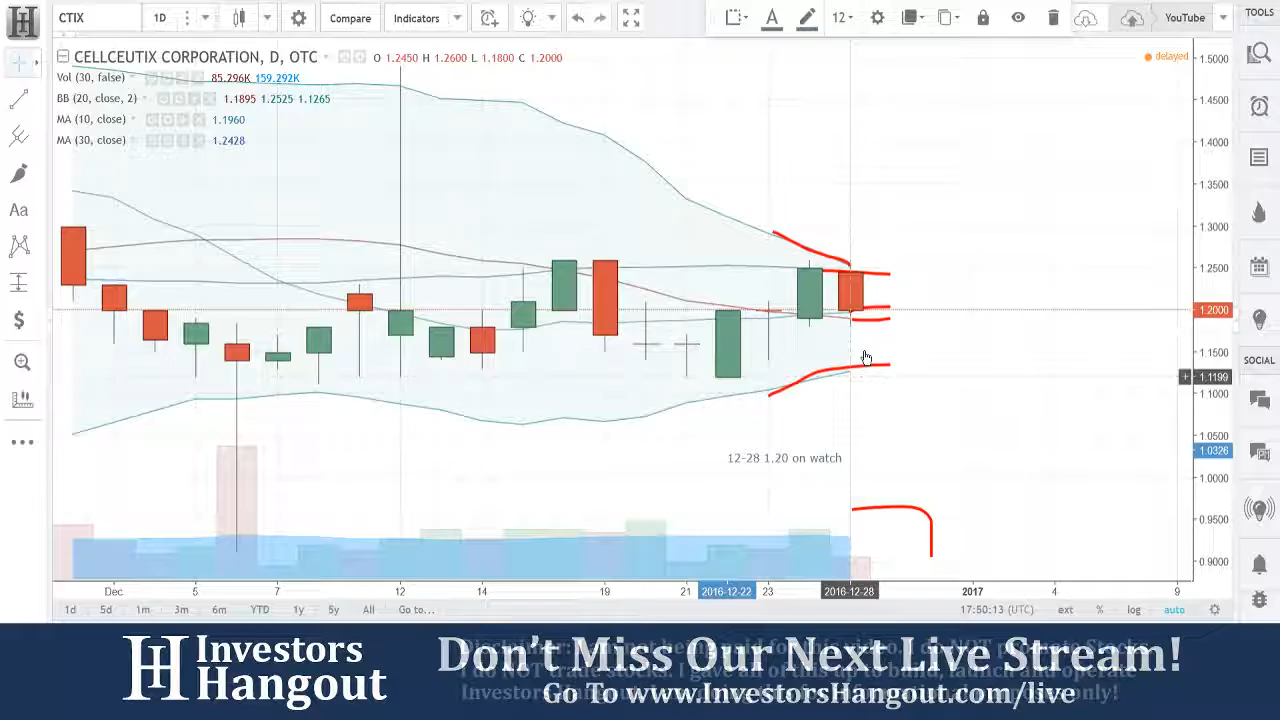 CTIX 1D Compare Indicators 12 YouTube TOOLS
CELLCEUTIX CORPORATION, D, OTC O 1.2450 H 1.2600 L 1.1800 C 1.2000 delayed
Vol (30, false) 85.296K 159.292K
BB (20, close, 2) 1.1895 1.2525 1.1265
MA (10, close) 1.1960
MA (30, close) 1.2428
1.5000
1.4500
1.4000
1.3500
1.3000
1.2500
1.2000
1.1500
SOCIAL
1.1199
1.1000
1.0500
1.0326
1.0000
0.9500
0.9000
Aa
$
12-28 1.20 on watch
Dec 5 7 12 14 19 21 2016-12-22 23 2016-12-28 2017 4 9
1d 5d 1m 3m 6m YTD 1y 5y All Go to... 17:50:13 (UTC) ext % log auto
H Investors Hangout
Don't Miss Our Next Live Stream!
Go To www.InvestorsHangout.com/live